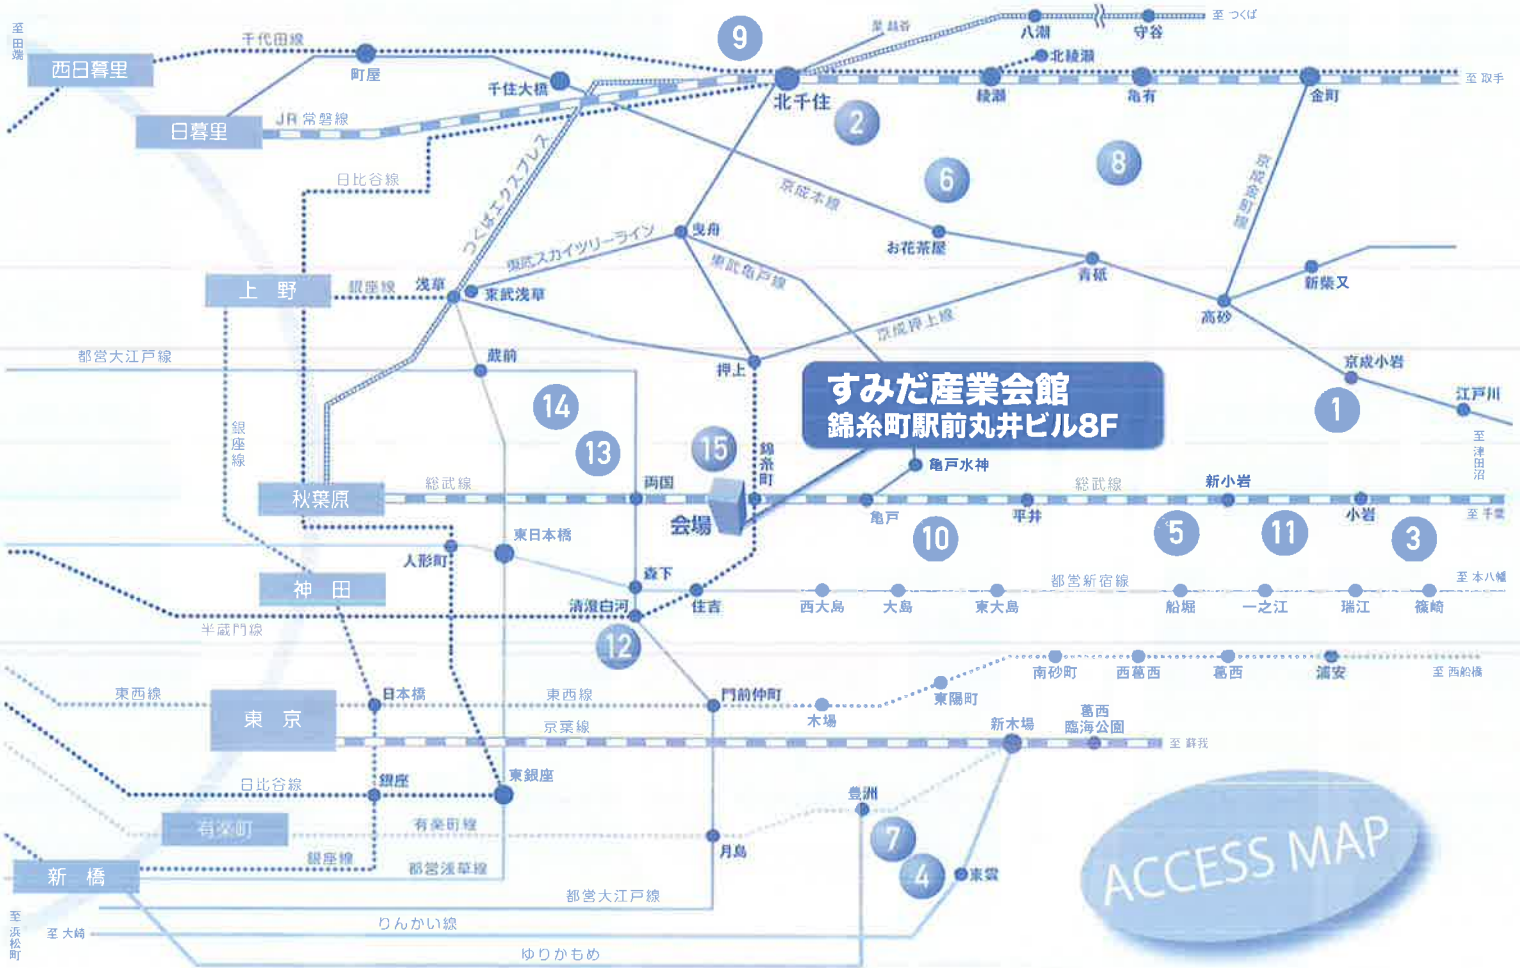 至 田端
千代田線
西日暮里
町屋
千住大橋
9
北千住
至 越谷
八潮
守谷
至 つくば
北綾瀬
綾瀬
亀有
金町
至 取手
日暮里
JR 常磐線
2
日比谷線
つくばエクスプレス
6
8
京成本線
京成金町線
東武スカイツリーライン
曳舟
お花茶屋
東武亀戸線
青砥
新柴又
上 野
銀座線
浅草
東武浅草
京成押上線
高砂
都営大江戸線
蔵前
押上
京成小岩
すみだ産業会館
錦糸町駅前丸井ビル8F
江戸川
14
1
銀座線
13
15
錦糸町
亀戸水神
至 津田沼
秋葉原
総武線
両国
総武線
新小岩
会場
亀戸
平井
小岩
至 千葉
東日本橋
人形町
10
5
11
3
神 田
森下
清澄白河
住吉
西大島
大島
東大島
都営新宿線
船堀
一之江
瑞江
篠崎
至 本八幡
半蔵門線
12
南砂町
西葛西
葛西
浦安
至 西船橋
東西線
日本橋
東西線
門前仲町
木場
東陽町
東 京
京葉線
新木場
葛西
臨海公園
至 蘇我
日比谷線
銀座
東銀座
豊洲
有楽町
有楽町線
月島
7
4
東雲
ACCESS MAP
銀座線
新 橋
都営浅草線
都営大江戸線
至 浜松町
至 大崎
りんかい線
ゆりかもめ